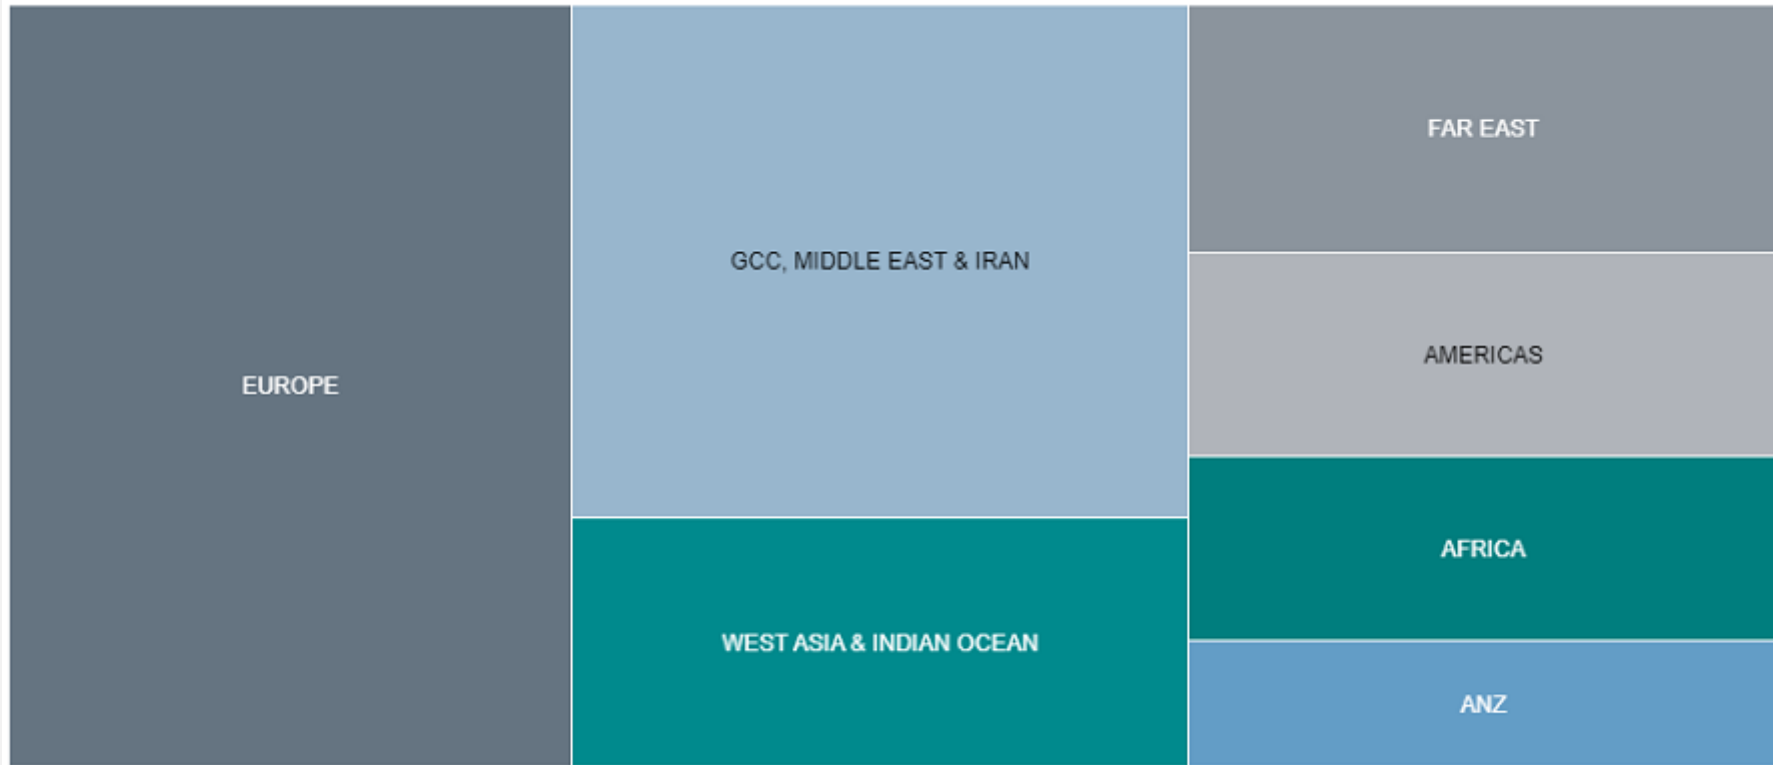 EUROPE
GCC, MIDDLE EAST & IRAN
WEST ASIA & INDIAN OCEAN
FAR EAST
AMERICAS
AFRICA
ANZ